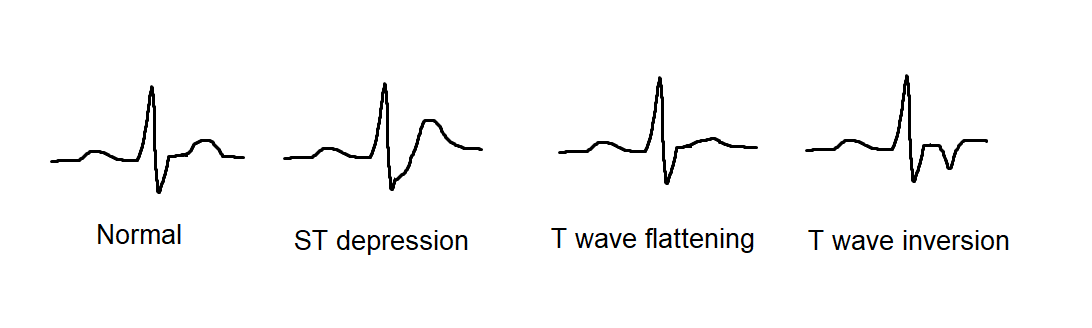 Normal
ST depression
T wave flattening
T wave inversion